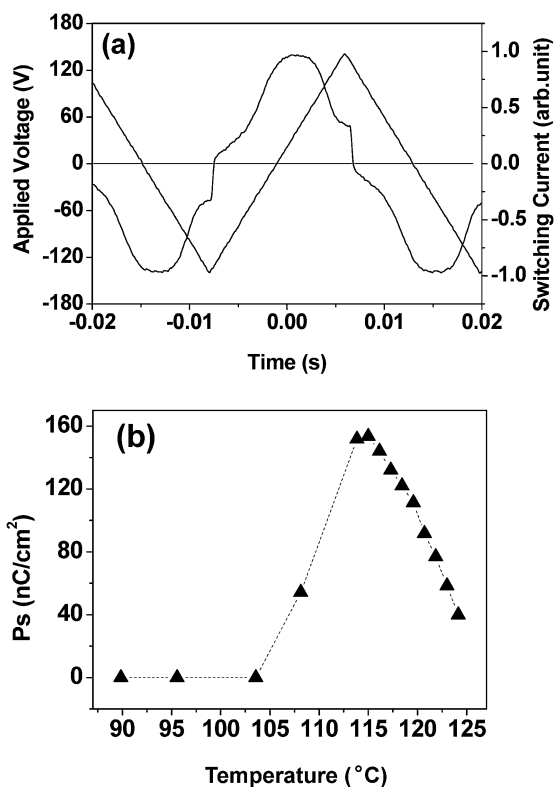 (a)
180
120
60
0
-60
-120
-180
Applied Voltage (V)
1.0
0.5
0.0
-0.5
-1.0
Switching Current (arb.unit)
-0.02 -0.01 0.00 0.01 0.02
Time (s)
(b)
160
120
80
40
0
Ps (nC/cm²)
90 95 100 105 110 115 120 125
Temperature (°C)